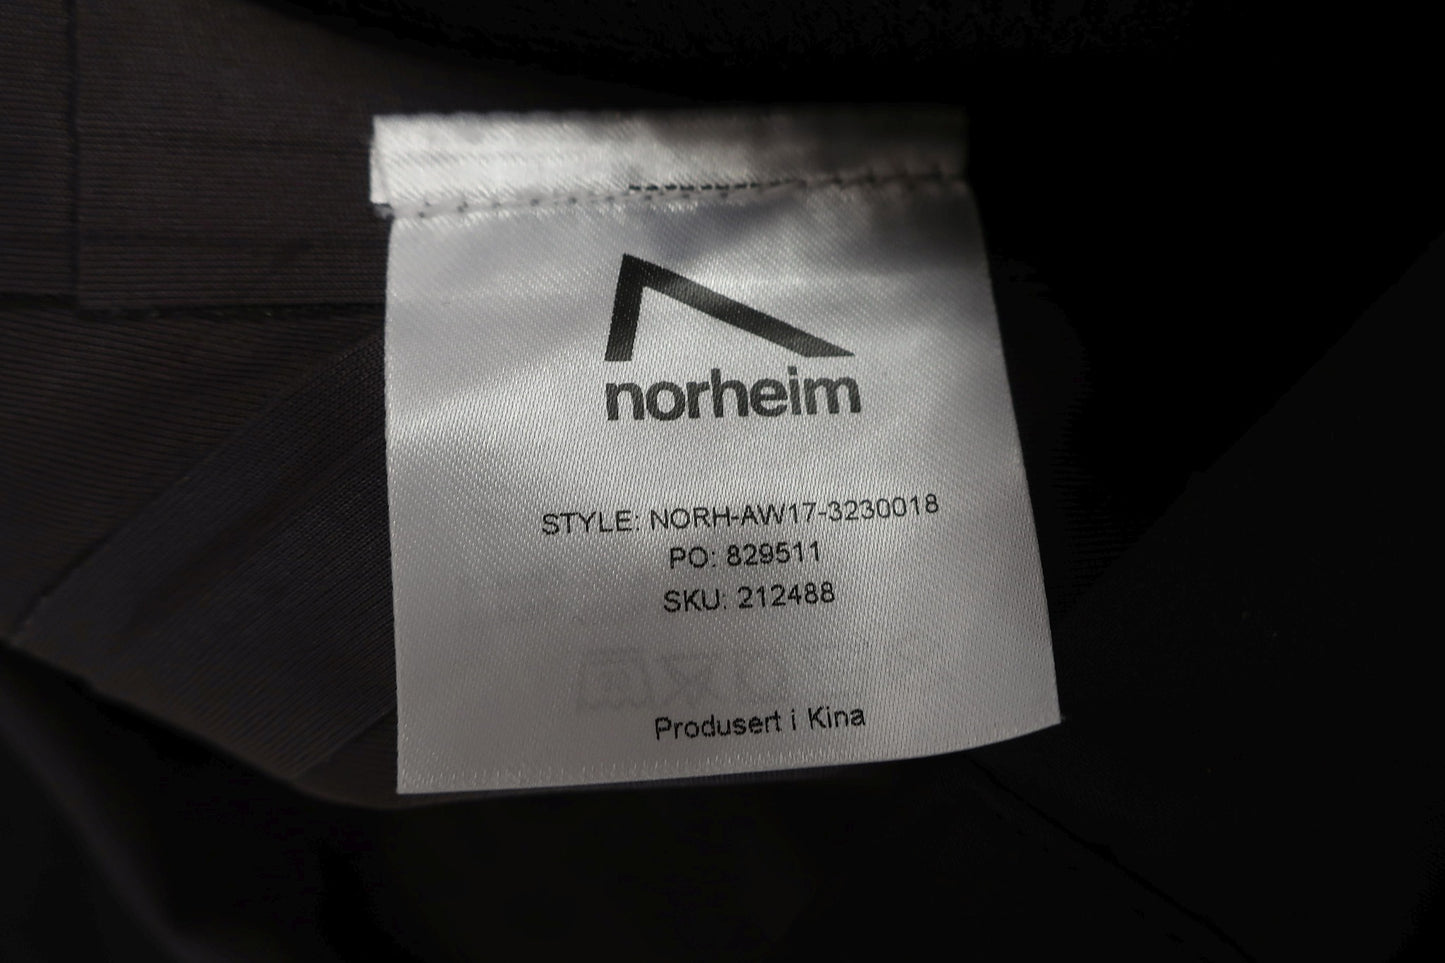 norheim
STYLE: NORH-AW17-3230018
PO: 829511
SKU: 212488
Produsert i Kina